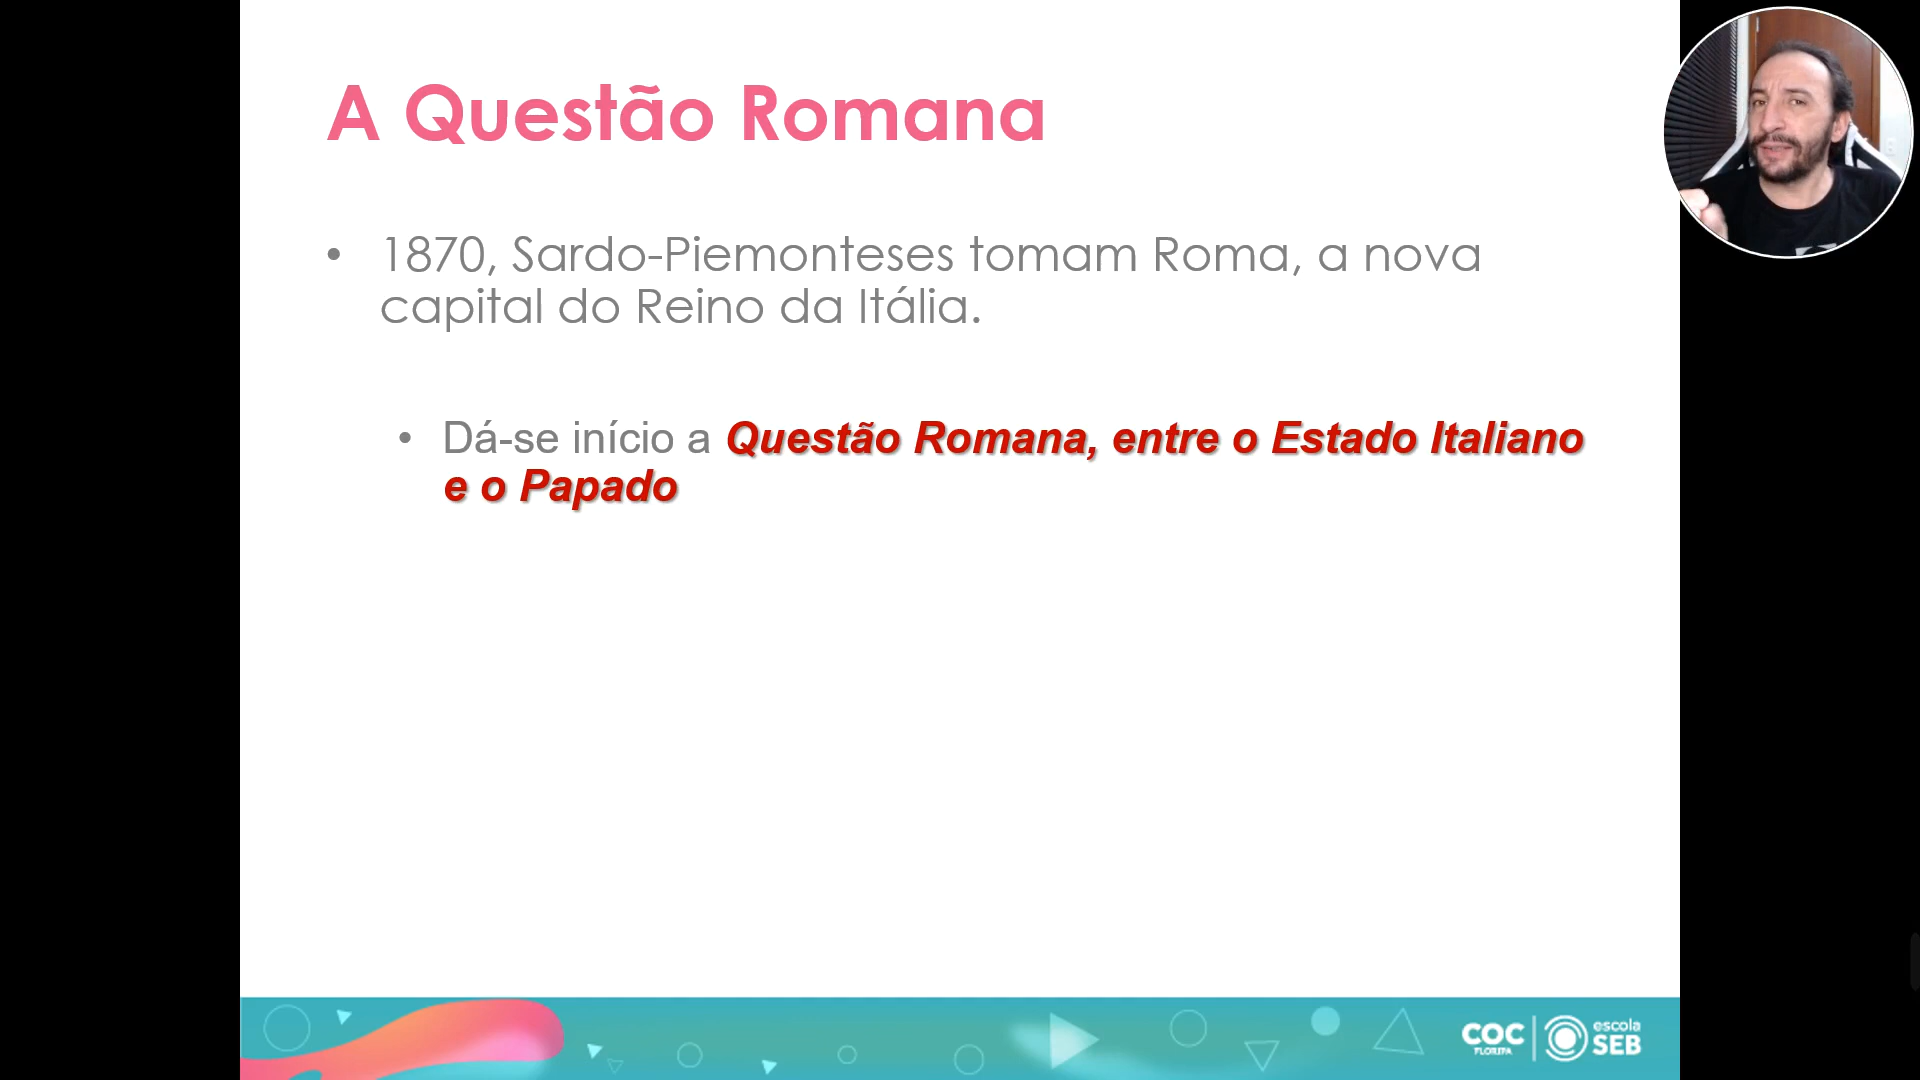 A Questão Romana
• 1870, Sardo-Piemonteses tomam Roma, a nova
capital do Reino da Itália.
• Dá-se início a Questão Romana, entre o Estado Italiano
e o Papado
COC
FLORIPA
escola
SEB